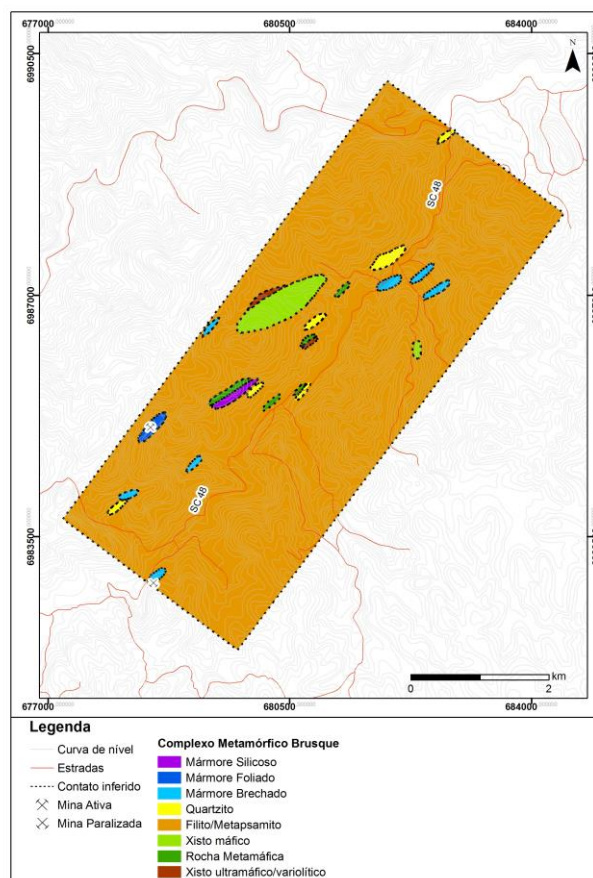 677000
680500
684000
6990500
N
SC 48
6987000
6987000
SC 48
6983500
6983500
km
0
2
677000
680500
684000
Legenda
Curva de nível
Estradas
Contato inferido
Mina Ativa
Mina Paralizada
Complexo Metamórfico Brusque
Mármore Silicoso
Mármore Foliado
Mármore Brechado
Quartzito
Filito/Metapsamito
Xisto máfico
Rocha Metamáfica
Xisto ultramáfico/variolítico